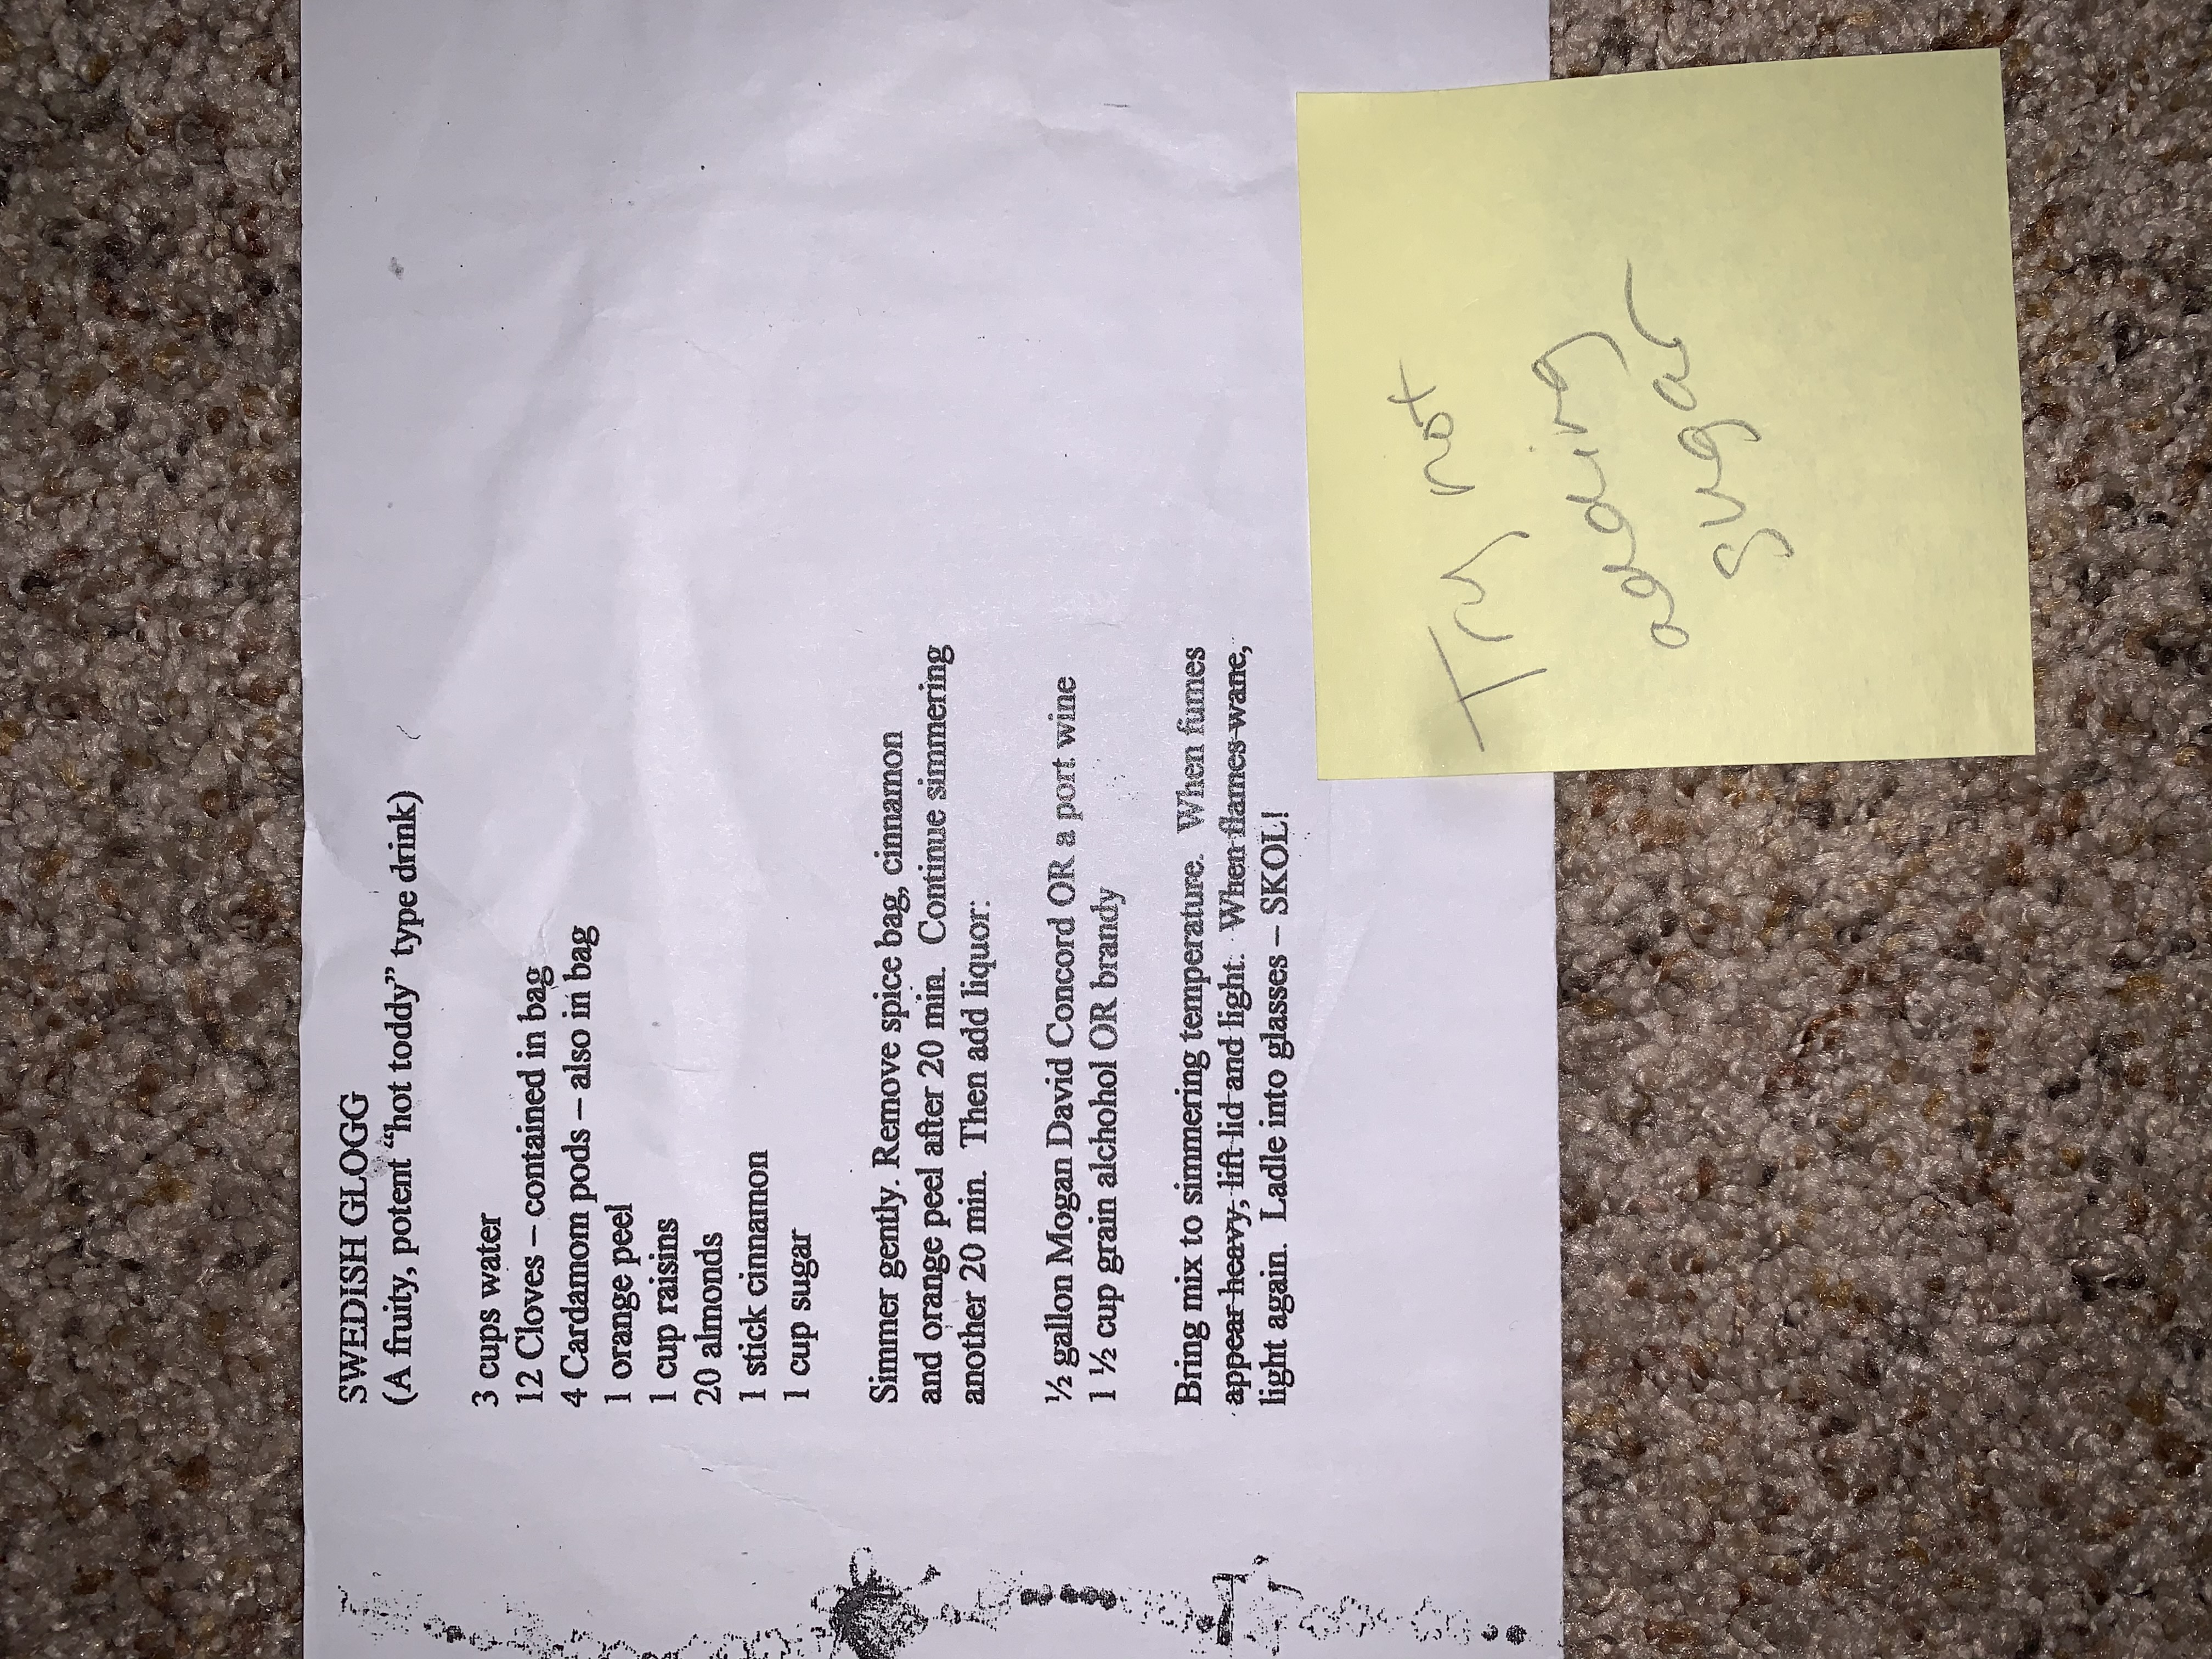 SWEDISH GLOGG
(A fruity, potent “hot toddy” type drink)
3 cups water
12 Cloves – contained in bag
4 Cardamom pods – also in bag
1 orange peel
1 cup raisins
20 almonds
1 stick cinnamon
1 cup sugar
Simmer gently. Remove spice bag, cinnamon
and orange peel after 20 min. Continue simmering
another 20 min. Then add liquor:
½ gallon Mogan David Concord OR a port wine
1 ½ cup grain alchohol OR brandy
Bring mix to simmering temperature. When fumes
appear heavy, lift lid and light. When flames wane,
light again. Ladle into glasses – SKOL!
Try not
adding
sugar